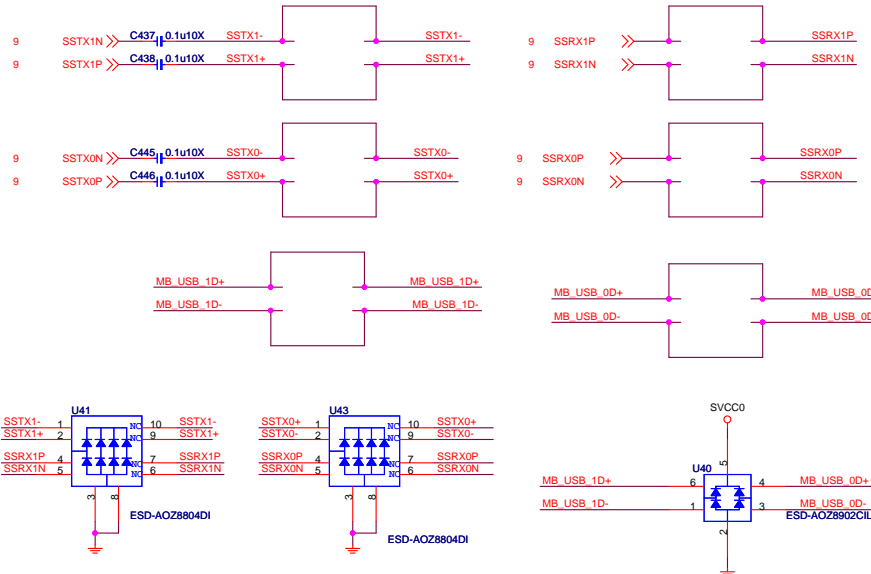 9 SSTX1N C437 0.1u10X SSTX1- SSTX1- 9 SSRX1P SSRX1P
9 SSTX1P C438 0.1u10X SSTX1+ SSTX1+ 9 SSRX1N SSRX1N
9 SSTX0N C445 0.1u10X SSTX0- SSTX0- 9 SSRX0P SSRX0P
9 SSTX0P C446 0.1u10X SSTX0+ SSTX0+ 9 SSRX0N SSRX0N
MB_USB_1D+ MB_USB_1D+ MB_USB_0D+ MB_USB_0D
MB_USB_1D- MB_USB_1D- MB_USB_0D- MB_USB_0D
U41
SSTX1- 1 NC 10 SSTX1-
SSTX1+ 2 NC 9 SSTX1+
SSRX1P 4 NC 7 SSRX1P
SSRX1N 5 NC 6 SSRX1N
3 8
ESD-AOZ8804DI
U43
SSTX0+ 1 NC 10 SSTX0+
SSTX0- 2 NC 9 SSTX0-
SSRX0P 4 NC 7 SSRX0P
SSRX0N 5 NC 6 SSRX0N
3 8
ESD-AOZ8804DI
SVCC0
5
U40
MB_USB_1D+ 6 4 MB_USB_0D+
MB_USB_1D- 1 3 MB_USB_0D-
ESD-AOZ8902CIL
2